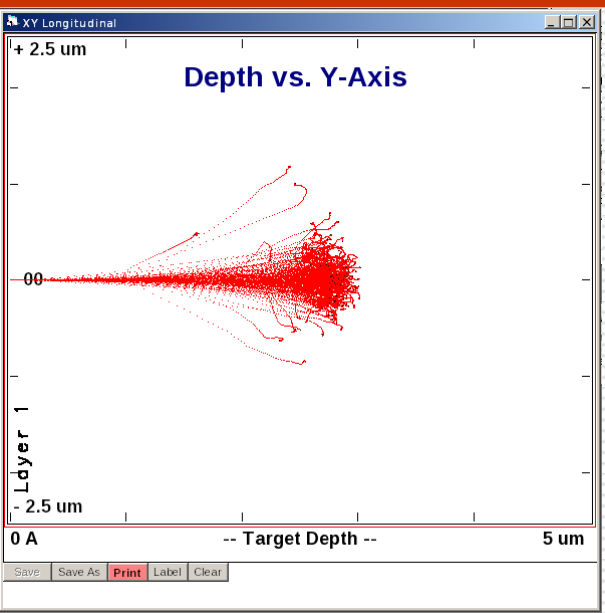 XY Longitudinal
+ 2.5 um
Depth vs. Y-Axis
00
Layer 1
- 2.5 um
0 A -- Target Depth -- 5 um
Save Save As Print Label Clear